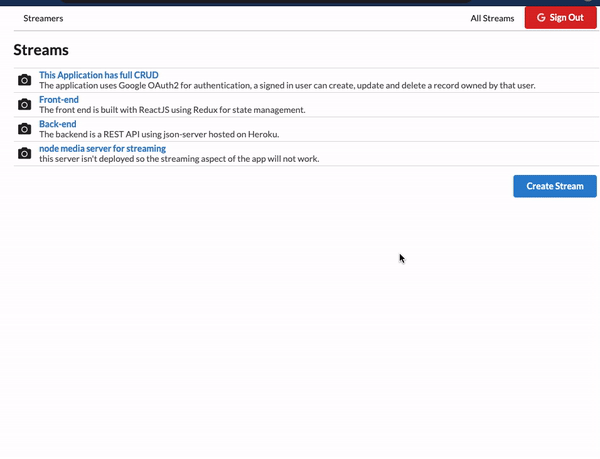 Streamers
All Streams
Sign Out
Streams
This Application has full CRUD
The application uses Google OAuth2 for authentication, a signed in user can create, update and delete a record owned by that user.
Front-end
The front end is built with ReactJS using Redux for state management.
Back-end
The backend is a REST API using json-server hosted on Heroku.
node media server for streaming
this server isn't deployed so the streaming aspect of the app will not work.
Create Stream